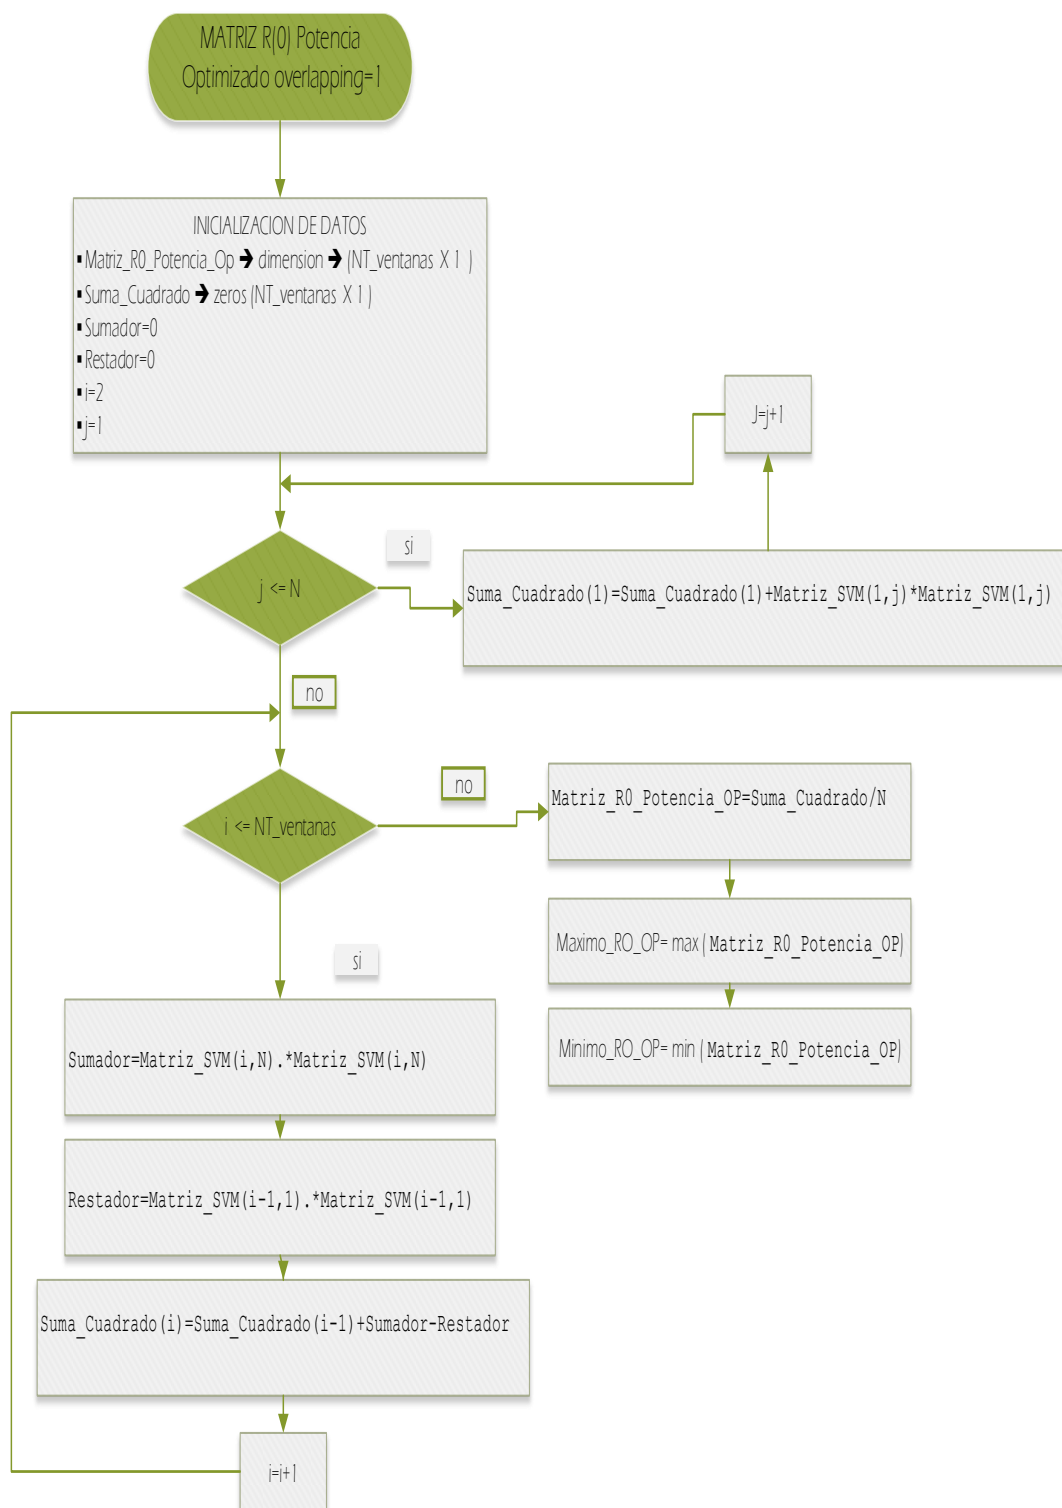 MATRIZ R(0) Potencia
Optimizado overlapping=1
INICIALIZACION DE DATOS
▪Matriz_R0_Potencia_Op ➔ dimension ➔ (NT_ventanas X 1 )
▪Suma_Cuadrado ➔ zeros (NT_ventanas X 1 )
▪Sumador=0
▪Restador=0
▪i=2
▪j=1
J=j+1
j <= N
si
Suma_Cuadrado(1)=Suma_Cuadrado(1)+Matriz_SVM(1,j)*Matriz_SVM(1,j)
no
i <= NT_ventanas
no
Matriz_R0_Potencia_OP=Suma_Cuadrado/N
Maximo_RO_OP= max (Matriz_R0_Potencia_OP)
Minimo_RO_OP= min (Matriz_R0_Potencia_OP)
si
Sumador=Matriz_SVM(i,N).*Matriz_SVM(i,N)
Restador=Matriz_SVM(i-1,1).*Matriz_SVM(i-1,1)
Suma_Cuadrado(i)=Suma_Cuadrado(i-1)+Sumador-Restador
i=i+1